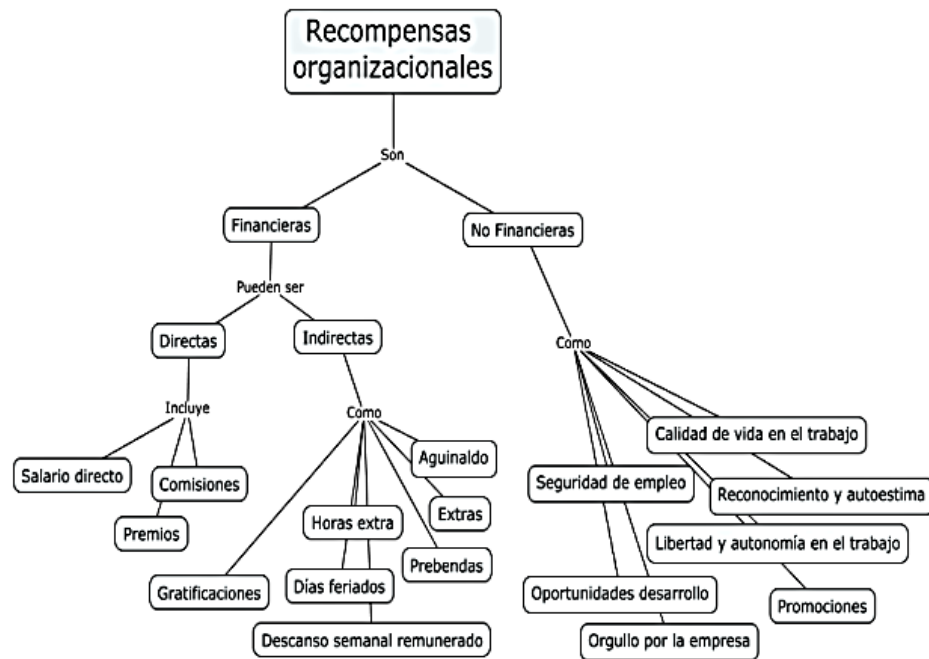 Recompensas
organizacionales
Son
Financieras
No Financieras
Pueden ser
Directas
Indirectas
Como
Incluye
Como
Salario directo
Comisiones
Premios
Aguinaldo
Extras
Horas extra
Prebendas
Gratificaciones
Días feriados
Descanso semanal remunerado
Calidad de vida en el trabajo
Seguridad de empleo
Reconocimiento y autoestima
Libertad y autonomía en el trabajo
Oportunidades desarrollo
Promociones
Orgullo por la empresa